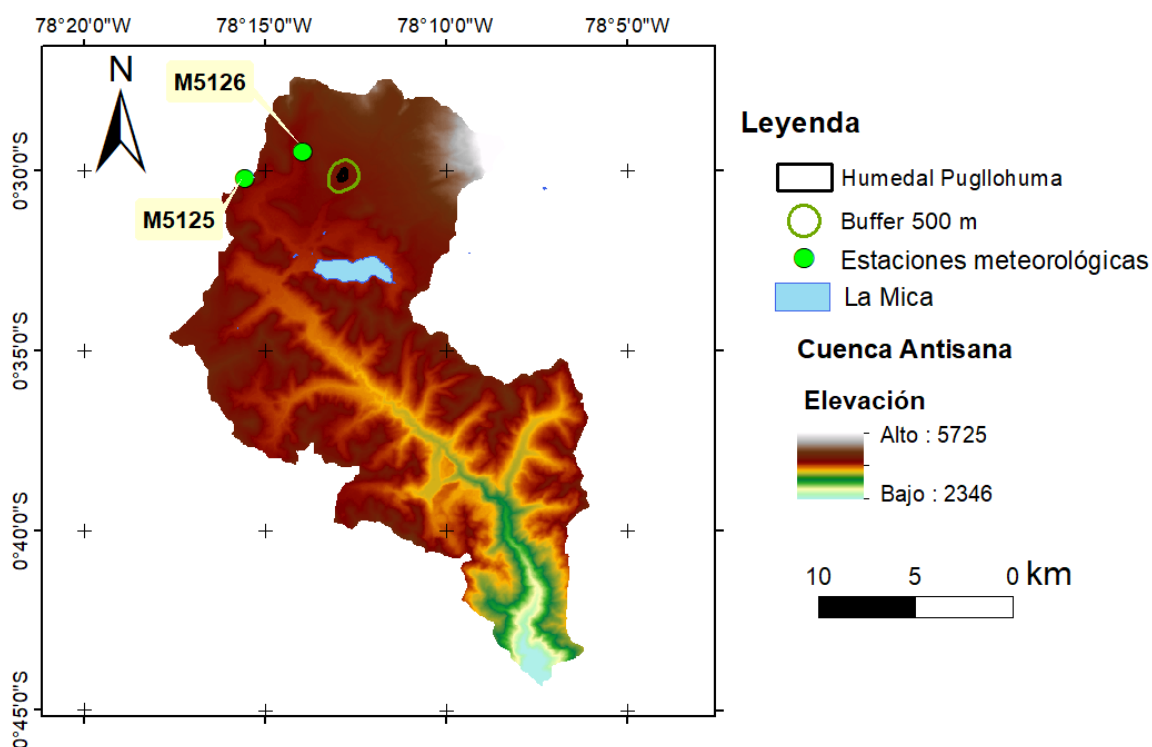 78°20'0"W 78°15'0"W 78°10'0"W 78°5'0"W
N
M5126
M5125
0°30'0"S
0°35'0"S
0°40'0"S
0°45'0"S
Leyenda
Humedal Pugllohuma
Buffer 500 m
Estaciones meteorológicas
La Mica
Cuenca Antisana
Elevación
Alto : 5725
Bajo : 2346
10 5 0 km